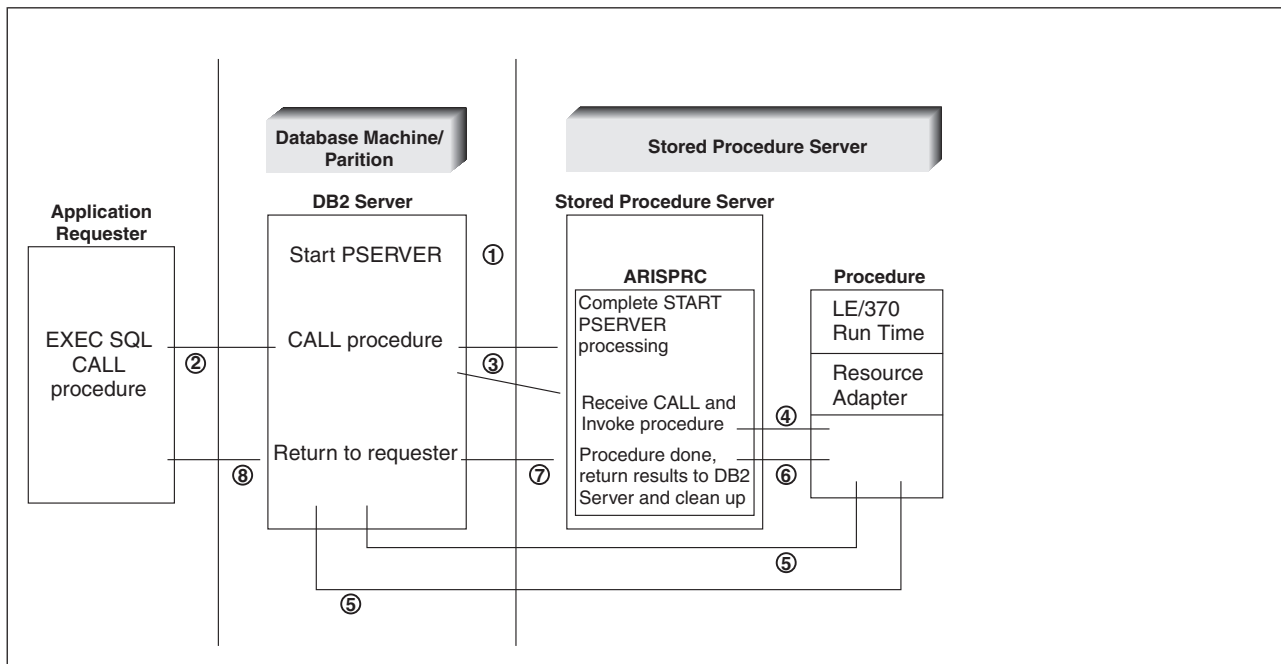 Database Machine/
Parition
Stored Procedure Server
Application
Requester
EXEC SQL
CALL
procedure
②
⑧
DB2 Server
Start PSERVER
①
CALL procedure
③
Return to requester
⑦
Stored Procedure Server
ARISPRC
Complete START
PSERVER
processing
Receive CALL and
Invoke procedure
④
Procedure done,
return results to DB2
Server and clean up
⑥
Procedure
LE/370
Run Time
Resource
Adapter
⑤
⑤